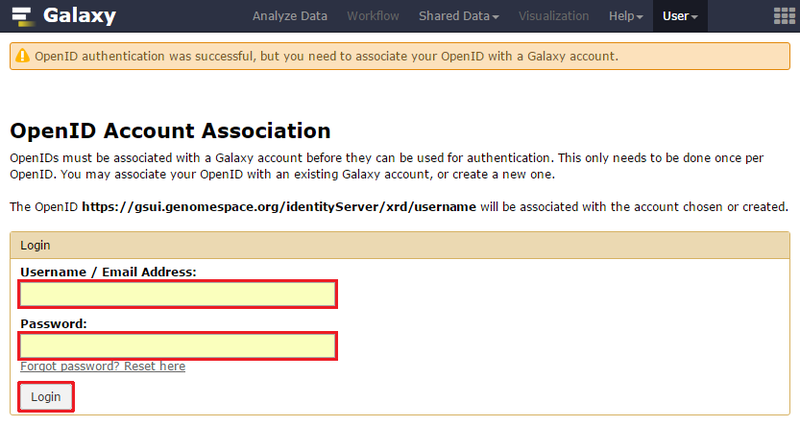 Galaxy Analyze Data Workflow Shared Data Visualization Help User
OpenID authentication was successful, but you need to associate your OpenID with a Galaxy account.
OpenID Account Association
OpenIDs must be associated with a Galaxy account before they can be used for authentication. This only needs to be done once per
OpenID. You may associate your OpenID with an existing Galaxy account, or create a new one.
The OpenID https://gsui.genomespace.org/identityServer/xrd/username will be associated with the account chosen or created.
Login
Username / Email Address:
Password:
Forgot password? Reset here
Login